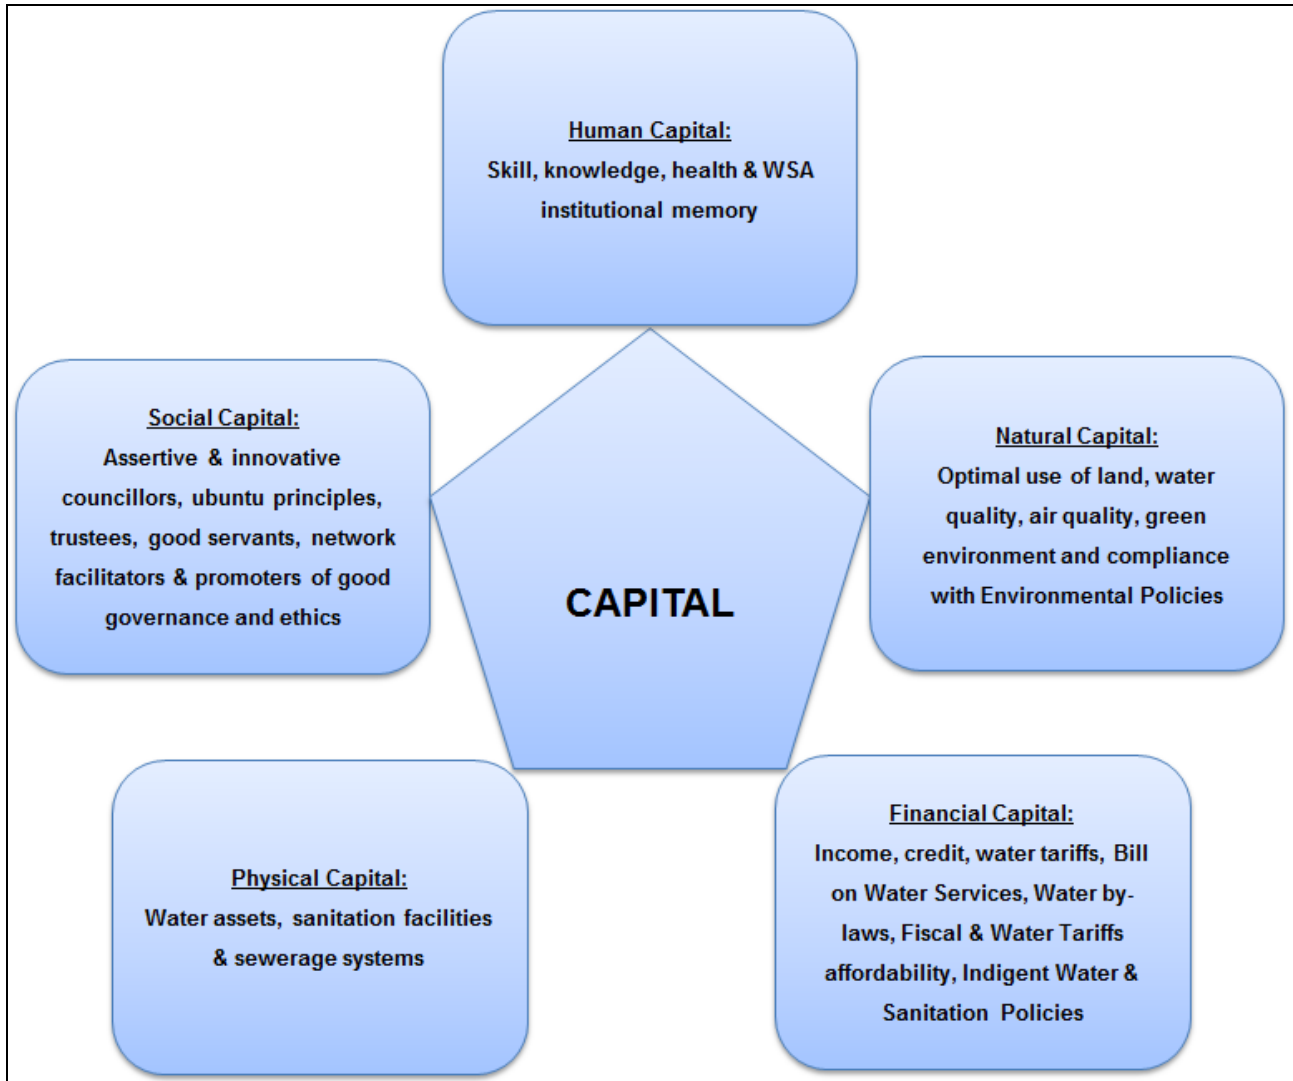 Human Capital:
Skill, knowledge, health & WSA
institutional memory
Social Capital:
Assertive & innovative
councillors, ubuntu principles,
trustees, good servants, network
facilitators & promoters of good
governance and ethics
Natural Capital:
Optimal use of land, water
quality, air quality, green
environment and compliance
with Environmental Policies
CAPITAL
Physical Capital:
Water assets, sanitation facilities
& sewerage systems
Financial Capital:
Income, credit, water tariffs, Bill
on Water Services, Water by-
laws, Fiscal & Water Tariffs
affordability, Indigent Water &
Sanitation Policies